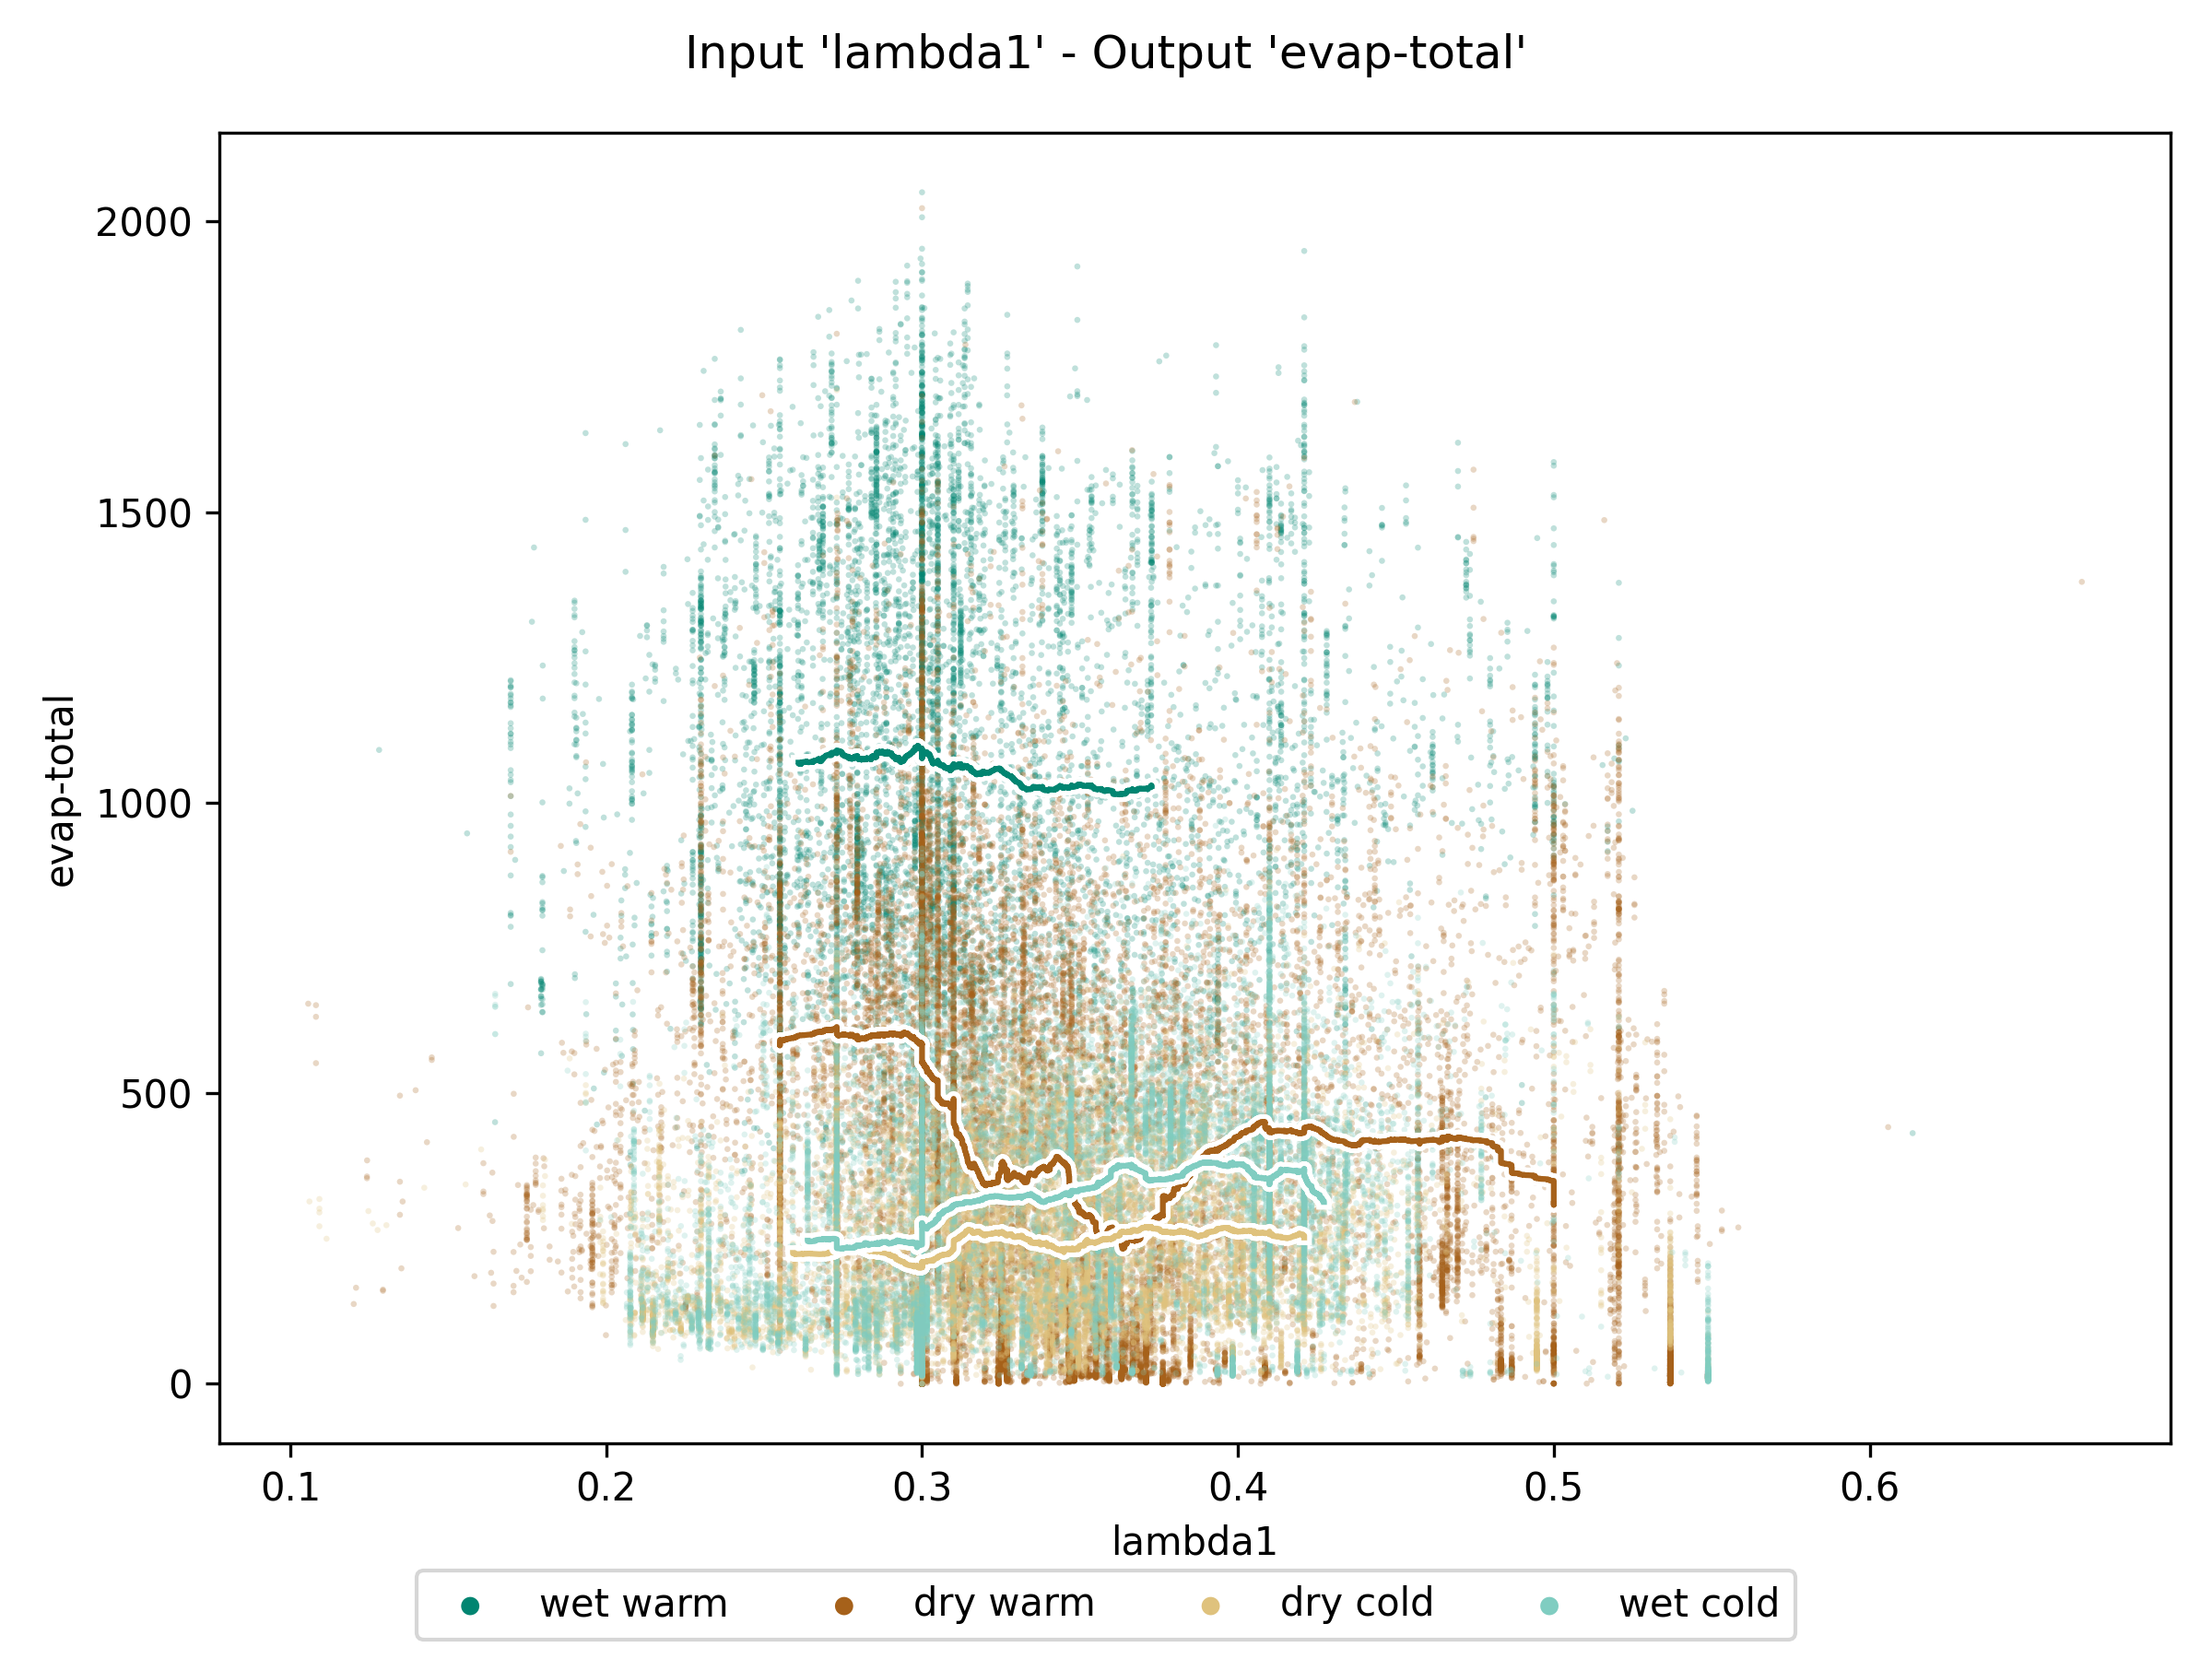 Input 'lambda1' - Output 'evap-total'
2000
1500
1000
500
0
evap-total
0.1 0.2 0.3 0.4 0.5 0.6
lambda1
wet warm dry warm dry cold wet cold